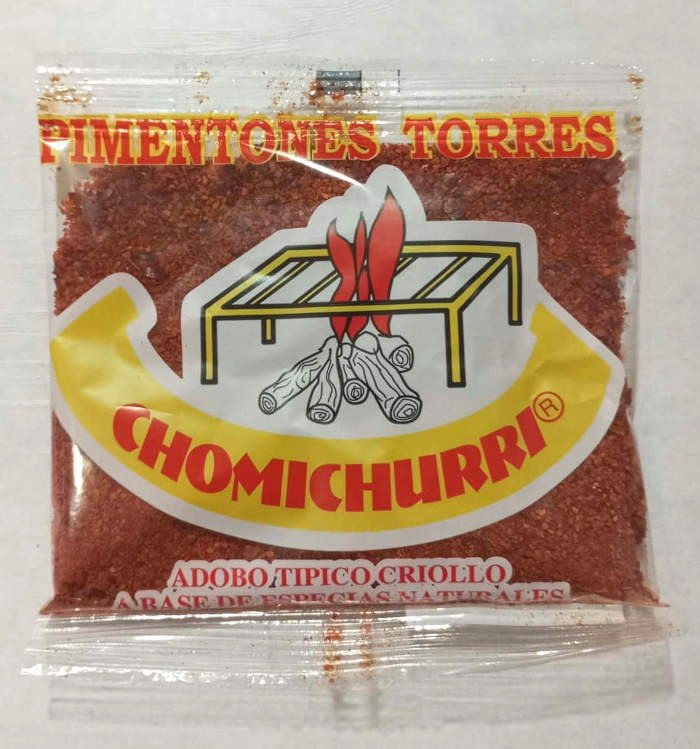 PIMENTONES TORRES
CHOMICHURRI®
ADOBO TIPICO CRIOLLO
A BASE DE ESPECIAS NATURALES